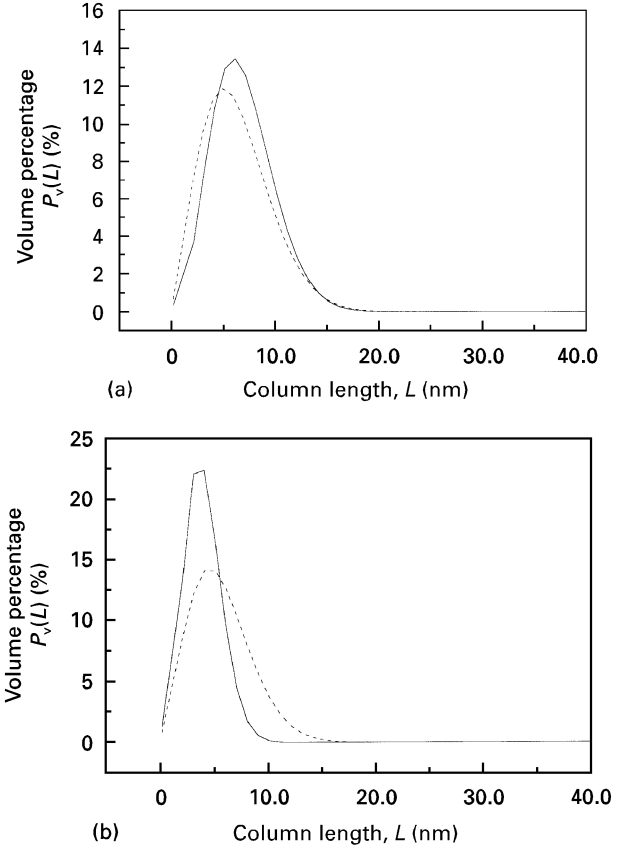 16
14
12
10
8
6
4
2
0
Volume percentage
Pᵥ(L) (%)
0 10.0 20.0 30.0 40.0
(a) Column length, L (nm)
25
20
15
10
5
0
Volume percentage
Pᵥ(L) (%)
0 10.0 20.0 30.0 40.0
(b) Column length, L (nm)